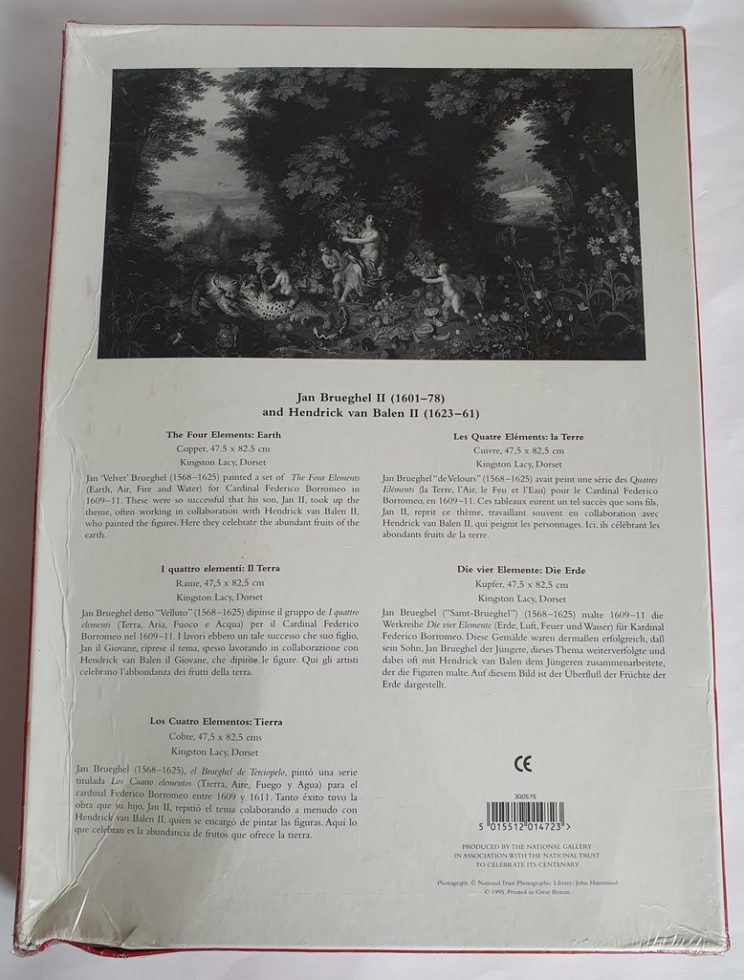 Jan Brueghel II (1601–78)
and Hendrick van Balen II (1623–61)
The Four Elements: Earth
Copper, 47.5 x 82.5 cm
Kingston Lacy, Dorset
Jan 'Velvet' Brueghel (1568–1625) painted a set of The Four Elements
(Earth, Air, Fire and Water) for Cardinal Federico Borromeo in
1609–11. These were so successful that his son, Jan II, took up the
theme, often working in collaboration with Hendrick van Balen II,
who painted the figures. Here they celebrate the abundant fruits of the
earth.
Les Quatre Eléments: la Terre
Cuivre, 47,5 x 82,5 cm
Kingston Lacy, Dorset
Jan Brueghel "deVelours" (1568–1625) avait peint une série des Quatres
Eléments (la Terre, l'Air, le Feu et l'Eau) pour le Cardinal Federico
Borromeo, en 1609–11. Ces tableaux eurent un tel succès que sons fils,
Jan II, reprit ce thème, travaillant souvent en collaboration avec
Hendrick van Balen II, qui peignit les personnages. Ici, ils célèbrant les
abondants fruits de la terre.
I quattro elementi: Il Terra
Rame, 47,5 x 82,5 cm
Kingston Lacy, Dorset
Jan Brueghel detto "Velluto" (1568–1625) dipinse il gruppo de I quattro
elementi (Terra, Aria, Fuoco e Acqua) per il Cardinal Federico
Borromeo nel 1609–11. I lavori ebbero un tale successo che suo figlio,
Jan il Giovane, riprese il tema, spesso lavorando in collaborazione con
Hendrick van Balen il Giovane, che dipinse le figure. Qui gli artisti
celebrano l'abbondanza dei frutti della terra.
Die vier Elemente: Die Erde
Kupfer, 47,5 x 82,5 cm
Kingston Lacy, Dorset
Jan Brueghel ("Samt-Brueghel") (1568–1625) malte 1609–11 die
Werkreihe Die vier Elemente (Erde, Luft, Feuer und Wasser) für Kardinal
Federico Borromeo. Diese Gemälde waren dermaßen erfolgreich, daß
sein Sohn, Jan Brueghel der Jüngere, dieses Thema weiterverfolgte und
dabei oft mit Hendrick van Balen dem Jüngeren zusammenarbeitete,
der die Figuren malte. Auf diesem Bild ist der Überfluß der Früchte der
Erde dargestellt.
Los Cuatro Elementos: Tierra
Cobre, 47,5 x 82,5 cms
Kingston Lacy, Dorset
Jan Brueghel (1568–1625), el Brueghel de Terciopelo, pintó una serie
titulada Los Cuatro elementos (Tierra, Aire, Fuego y Agua) para el
cardinal Federico Borromeo entre 1609 y 1611. Tanto éxito tuvo la
obra que su hijo, Jan II, repitió el tema colaborando a menudo con
Hendrick van Balen II, quien se encargó de pintar las figuras. Aquí lo
que celebran es la abundancia de frutos que ofrece la tierra.
CE
300575
5 015512 014723 >
PRODUCED BY THE NATIONAL GALLERY
IN ASSOCIATION WITH THE NATIONAL TRUST
TO CELEBRATE ITS CENTENARY
Photograph © National Trust Photographic Library/John Hammond
© 1995. Printed in Great Britain.